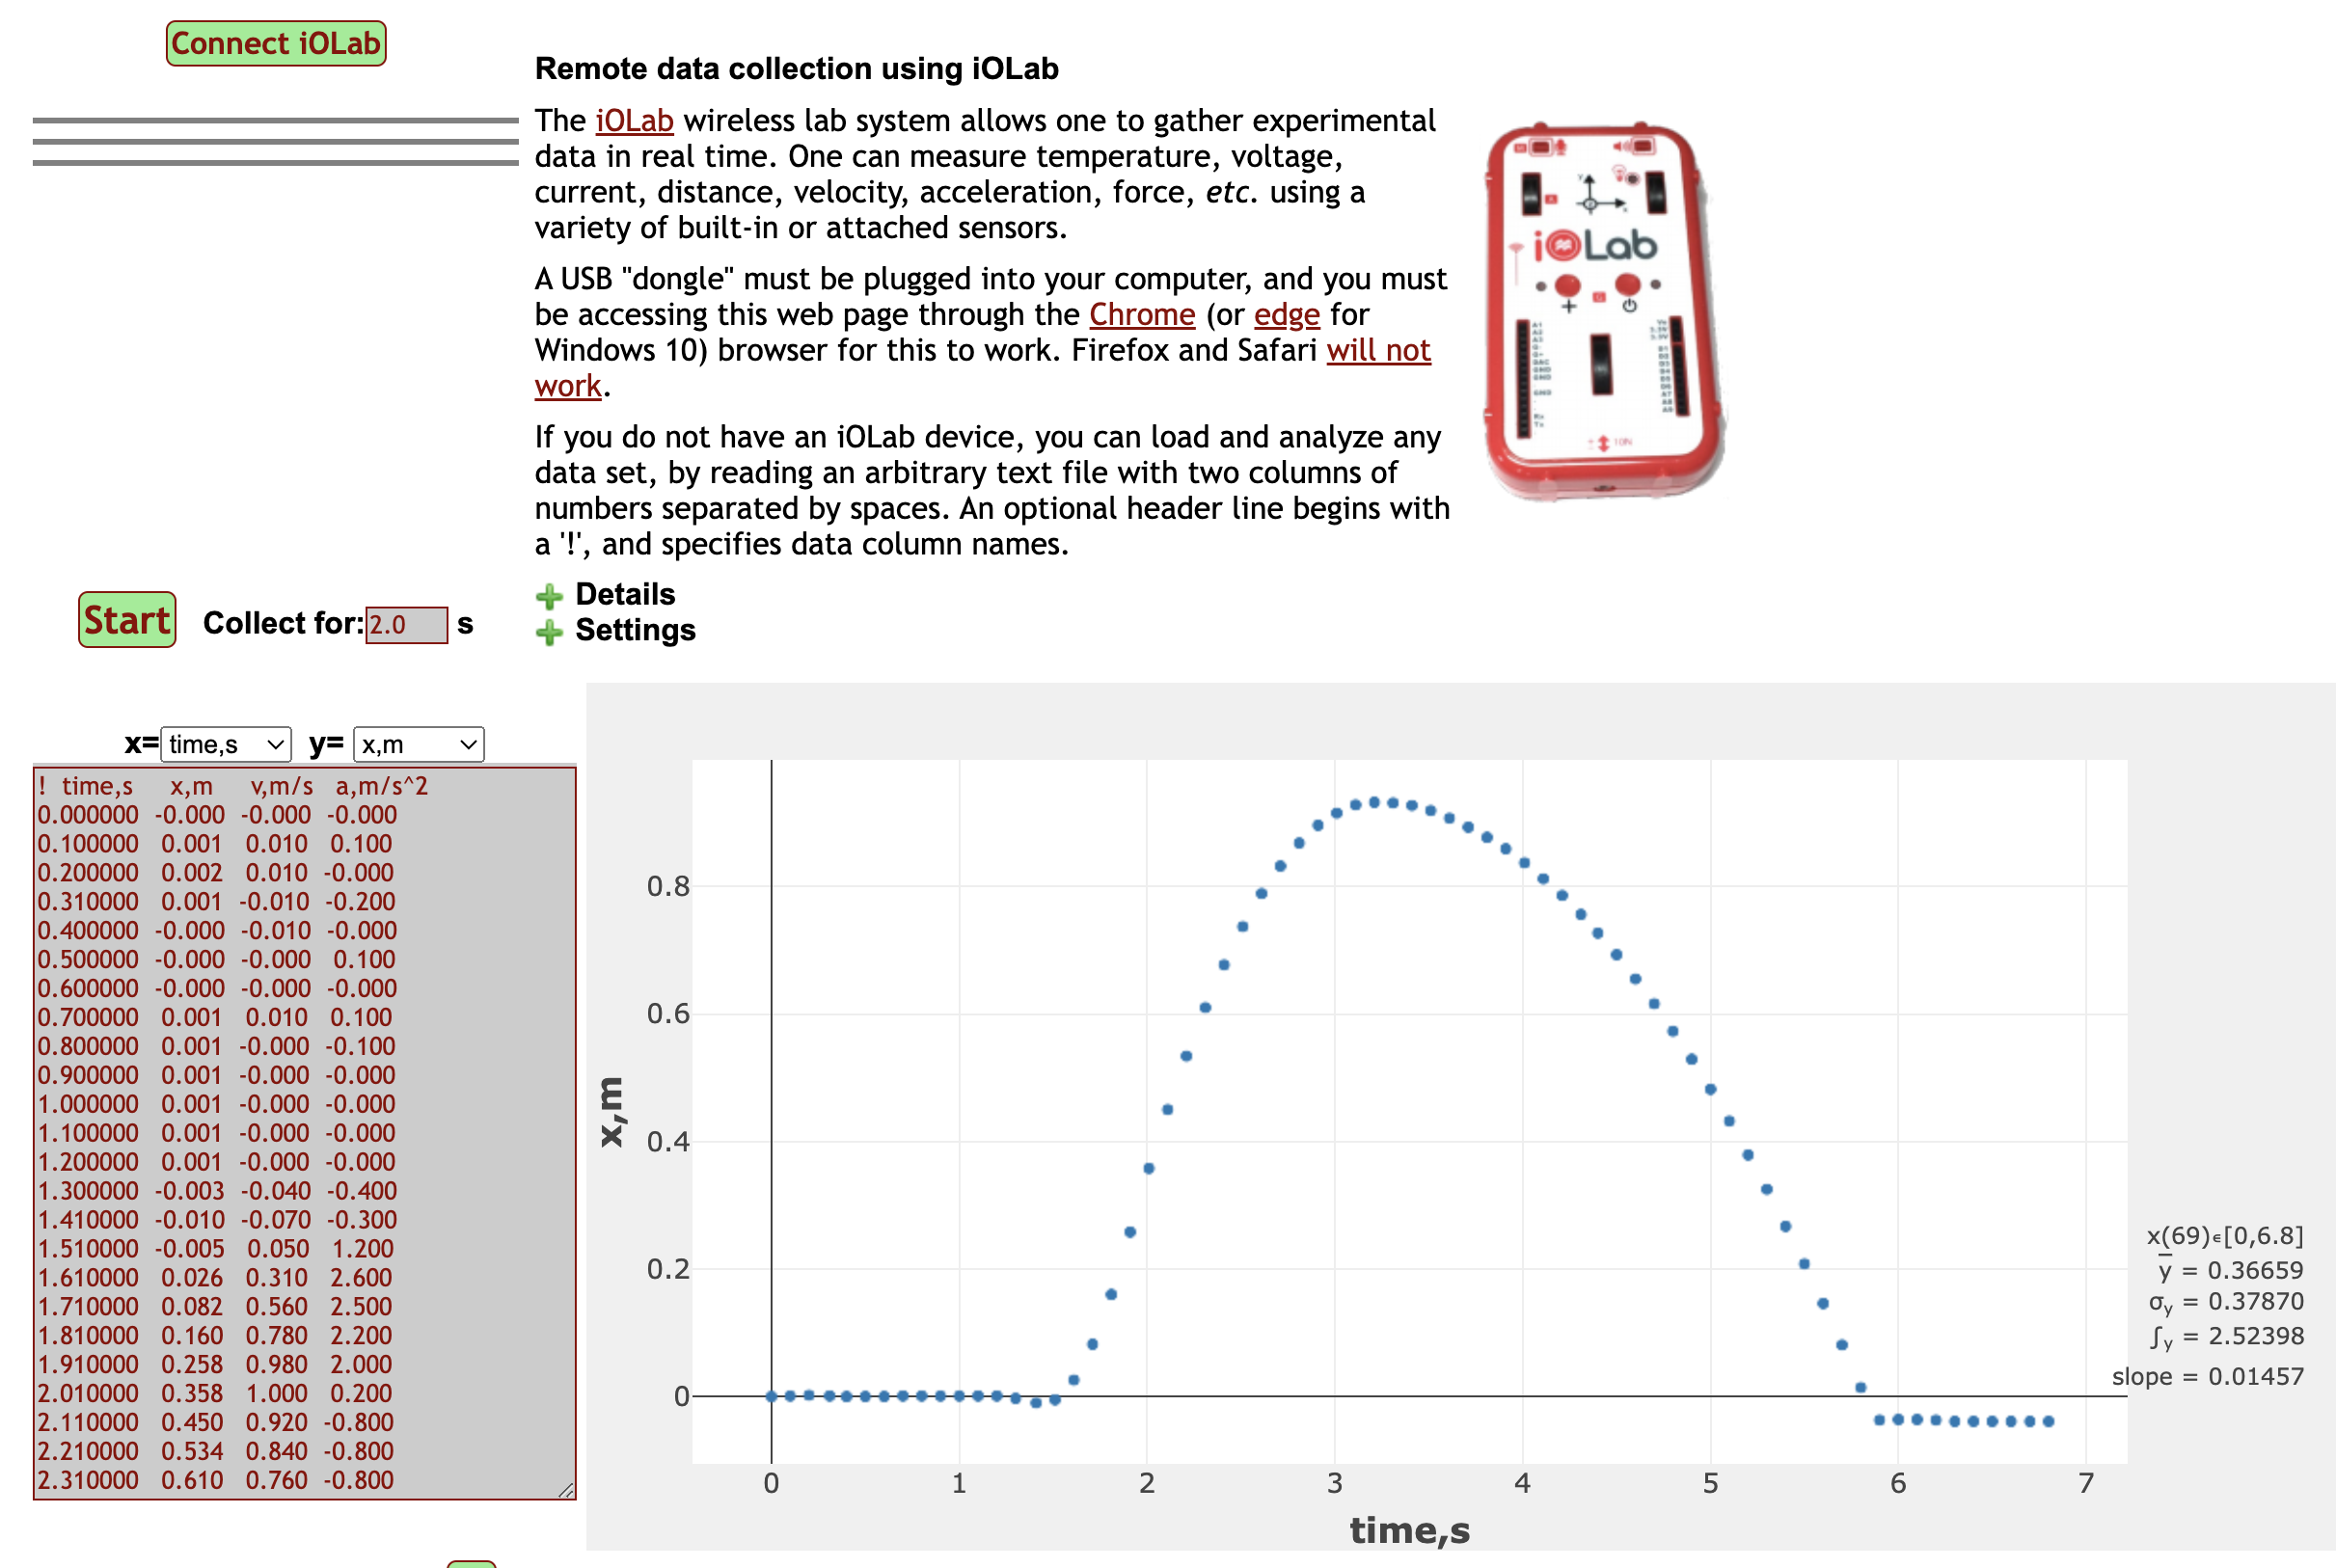 Connect iOLab
Remote data collection using iOLab
The iOLab wireless lab system allows one to gather experimental
data in real time. One can measure temperature, voltage,
current, distance, velocity, acceleration, force, etc. using a
variety of built-in or attached sensors.
A USB "dongle" must be plugged into your computer, and you must
be accessing this web page through the Chrome (or edge for
Windows 10) browser for this to work. Firefox and Safari will not
work.
If you do not have an iOLab device, you can load and analyze any
data set, by reading an arbitrary text file with two columns of
numbers separated by spaces. An optional header line begins with
a '!', and specifies data column names.
iOLab
Details
Settings
Start Collect for: 2.0 s
x= time,s y= x,m
! time,s x,m v,m/s a,m/s^2
0.000000 -0.000 -0.000 -0.000
0.100000 0.001 0.010 0.100
0.200000 0.002 0.010 -0.000
0.310000 0.001 -0.010 -0.200
0.400000 -0.000 -0.010 -0.000
0.500000 -0.000 -0.000 0.100
0.600000 -0.000 -0.000 -0.000
0.700000 0.001 0.010 0.100
0.800000 0.001 -0.000 -0.100
0.900000 0.001 -0.000 -0.000
1.000000 0.001 -0.000 -0.000
1.100000 0.001 -0.000 -0.000
1.200000 0.001 -0.000 -0.000
1.300000 -0.003 -0.040 -0.400
1.410000 -0.010 -0.070 -0.300
1.510000 -0.005 0.050 1.200
1.610000 0.026 0.310 2.600
1.710000 0.082 0.560 2.500
1.810000 0.160 0.780 2.200
1.910000 0.258 0.980 2.000
2.010000 0.358 1.000 0.200
2.110000 0.450 0.920 -0.800
2.210000 0.534 0.840 -0.800
2.310000 0.610 0.760 -0.800
x,m
0.8
0.6
0.4
0.2
0
0 1 2 3 4 5 6 7
time,s
x(69)ϵ[0,6.8]
y̅ = 0.36659
σy = 0.37870
∫y = 2.52398
slope = 0.01457